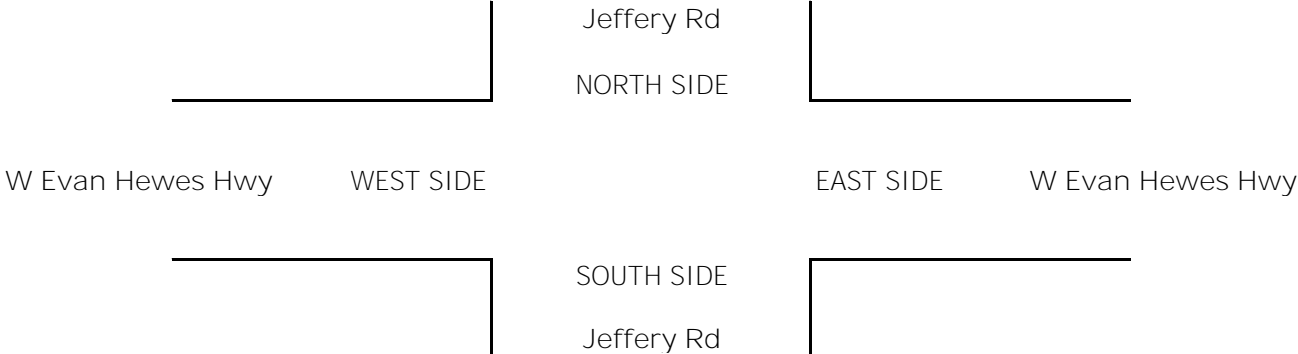 Jeffery Rd
NORTH SIDE
W Evan Hewes Hwy WEST SIDE EAST SIDE W Evan Hewes Hwy
SOUTH SIDE
Jeffery Rd